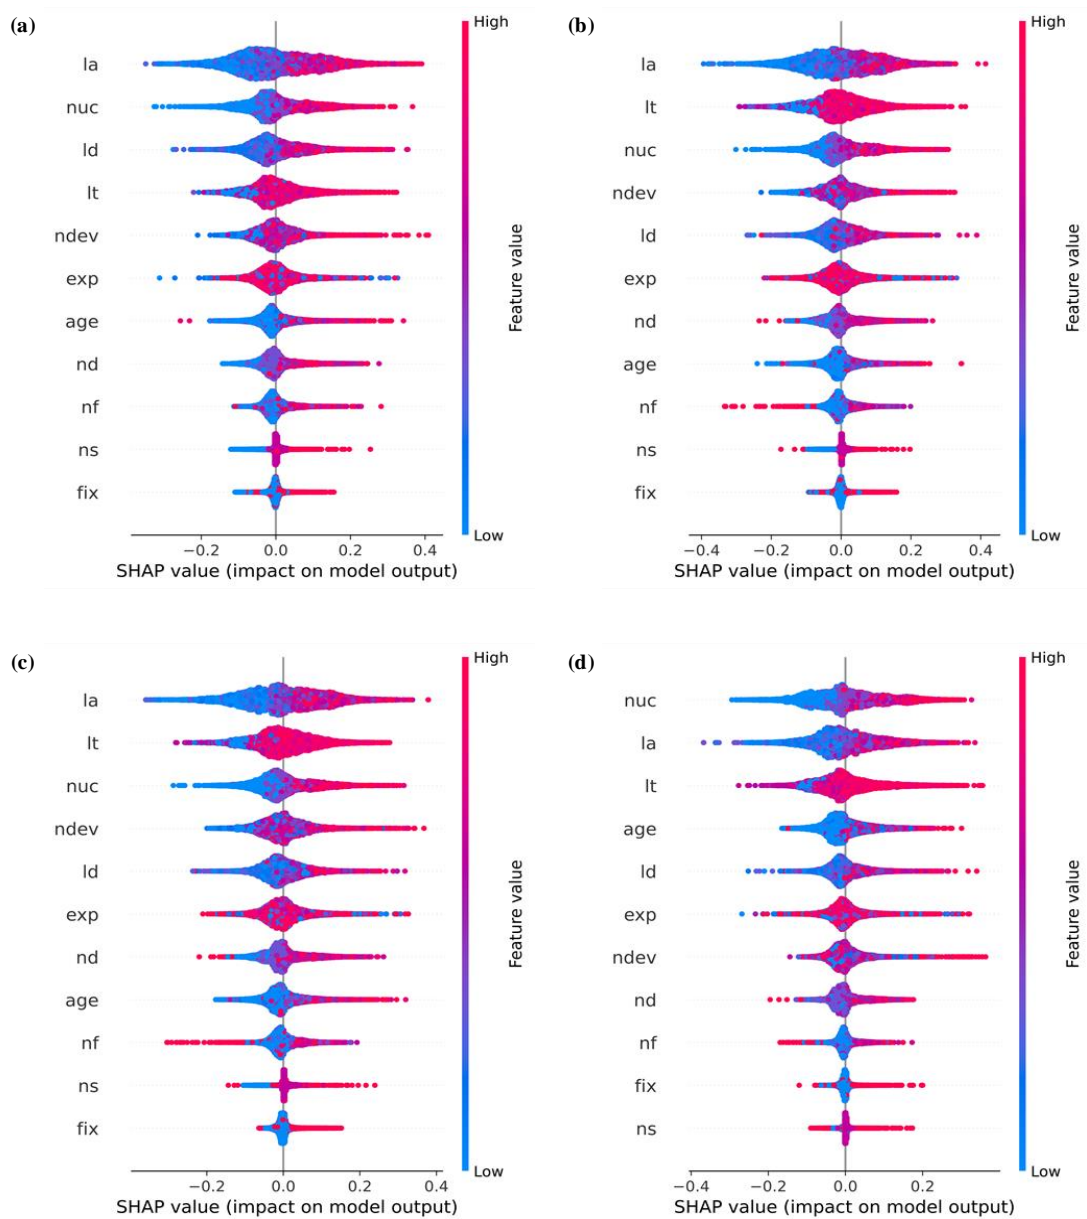 (a)
High
la
nuc
ld
lt
ndev
exp
age
nd
nf
ns
fix
Feature value
Low
−0.2 0.0 0.2 0.4
SHAP value (impact on model output)
(b)
High
la
lt
nuc
ndev
ld
exp
nd
age
nf
ns
fix
Feature value
Low
−0.4 −0.2 0.0 0.2 0.4
SHAP value (impact on model output)
(c)
High
la
lt
nuc
ndev
ld
exp
nd
age
nf
ns
fix
Feature value
Low
−0.2 0.0 0.2 0.4
SHAP value (impact on model output)
(d)
High
nuc
la
lt
age
ld
exp
ndev
nd
nf
fix
ns
Feature value
Low
−0.4 −0.2 0.0 0.2
SHAP value (impact on model output)